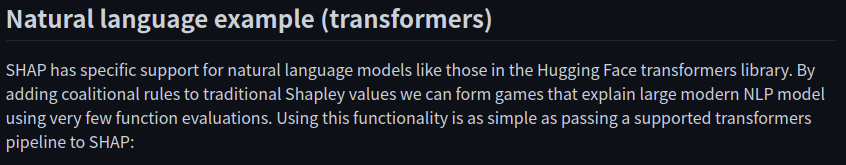 Natural language example (transformers)
SHAP has specific support for natural language models like those in the Hugging Face transformers library. By
adding coalitional rules to traditional Shapley values we can form games that explain large modern NLP model
using very few function evaluations. Using this functionality is as simple as passing a supported transformers
pipeline to SHAP: